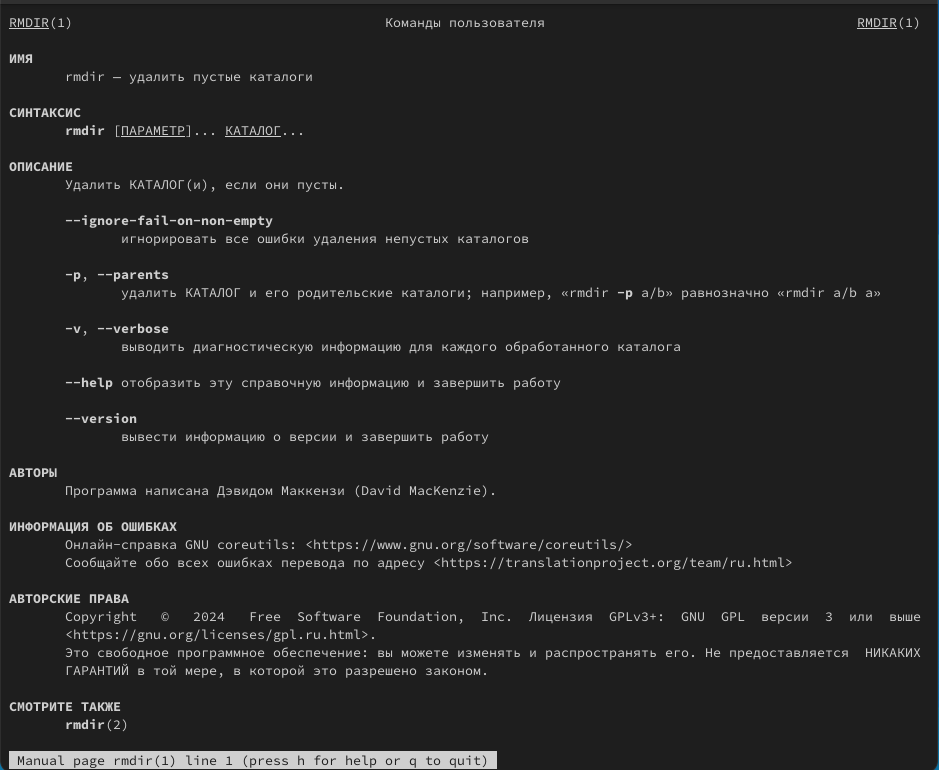 RMDIR(1) Команды пользователя RMDIR(1)
ИМЯ
rmdir — удалить пустые каталоги
СИНТАКСИС
rmdir [ПАРАМЕТР]... КАТАЛОГ...
ОПИСАНИЕ
Удалить КАТАЛОГ(и), если они пусты.
--ignore-fail-on-non-empty
игнорировать все ошибки удаления непустых каталогов
-p, --parents
удалить КАТАЛОГ и его родительские каталоги; например, «rmdir -p a/b» равнозначно «rmdir a/b a»
-v, --verbose
выводить диагностическую информацию для каждого обработанного каталога
--help отобразить эту справочную информацию и завершить работу
--version
вывести информацию о версии и завершить работу
АВТОРЫ
Программа написана Дэвидом Маккензи (David MacKenzie).
ИНФОРМАЦИЯ ОБ ОШИБКАХ
Онлайн-справка GNU coreutils: <https://www.gnu.org/software/coreutils/>
Сообщайте обо всех ошибках перевода по адресу <https://translationproject.org/team/ru.html>
АВТОРСКИЕ ПРАВА
Copyright © 2024 Free Software Foundation, Inc. Лицензия GPLv3+: GNU GPL версии 3 или выше
<https://gnu.org/licenses/gpl.ru.html>.
Это свободное программное обеспечение: вы можете изменять и распространять его. Не предоставляется НИКАКИХ
ГАРАНТИЙ в той мере, в которой это разрешено законом.
СМОТРИТЕ ТАКЖЕ
rmdir(2)
Manual page rmdir(1) line 1 (press h for help or q to quit)